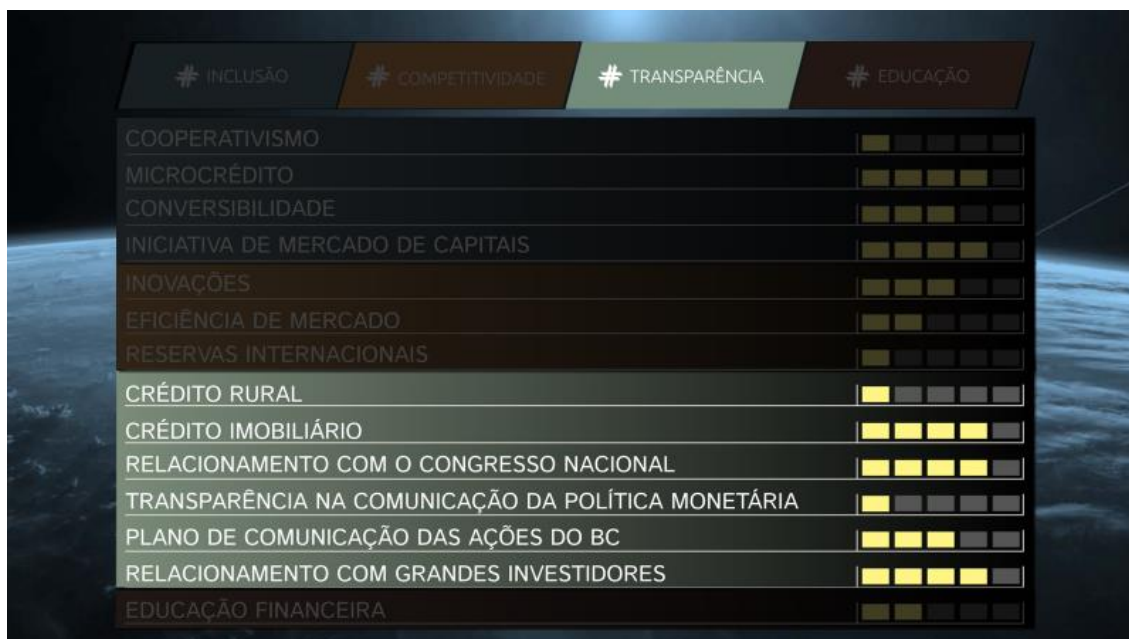 # INCLUSÃO
# COMPETITIVIDADE
# TRANSPARÊNCIA
# EDUCAÇÃO
COOPERATIVISMO
MICROCRÉDITO
CONVERSIBILIDADE
INICIATIVA DE MERCADO DE CAPITAIS
INOVAÇÕES
EFICIÊNCIA DE MERCADO
RESERVAS INTERNACIONAIS
CRÉDITO RURAL
CRÉDITO IMOBILIÁRIO
RELACIONAMENTO COM O CONGRESSO NACIONAL
TRANSPARÊNCIA NA COMUNICAÇÃO DA POLÍTICA MONETÁRIA
PLANO DE COMUNICAÇÃO DAS AÇÕES DO BC
RELACIONAMENTO COM GRANDES INVESTIDORES
EDUCAÇÃO FINANCEIRA